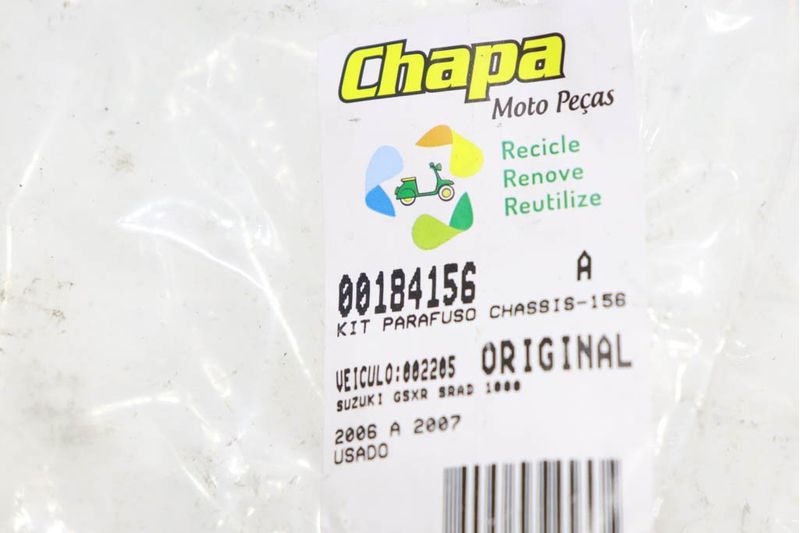 Chapa
Moto Peças
Recicle
Renove
Reutilize
00184156 A
KIT PARAFUSO CHASSIS-156
VEICULO:002205 ORIGINAL
SUZUKI GSXR SRAD 1000
2006 A 2007
USADO